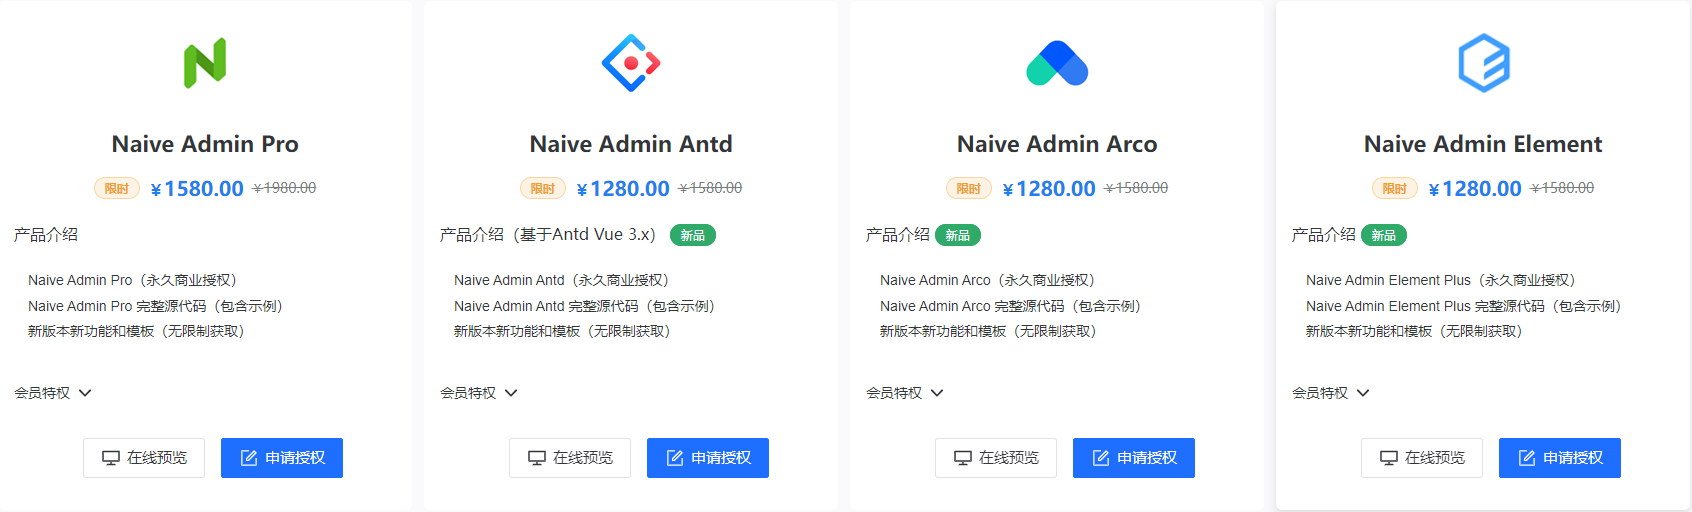 Naive Admin Pro
限时 ¥1580.00 ¥1980.00
产品介绍
Naive Admin Pro（永久商业授权）
Naive Admin Pro 完整源代码（包含示例）
新版本新功能和模板（无限制获取）
会员特权
在线预览 申请授权
Naive Admin Antd
限时 ¥1280.00 ¥1580.00
产品介绍（基于Antd Vue 3.x） 新品
Naive Admin Antd（永久商业授权）
Naive Admin Antd 完整源代码（包含示例）
新版本新功能和模板（无限制获取）
会员特权
在线预览 申请授权
Naive Admin Arco
限时 ¥1280.00 ¥1580.00
产品介绍 新品
Naive Admin Arco（永久商业授权）
Naive Admin Arco 完整源代码（包含示例）
新版本新功能和模板（无限制获取）
会员特权
在线预览 申请授权
Naive Admin Element
限时 ¥1280.00 ¥1580.00
产品介绍 新品
Naive Admin Element Plus（永久商业授权）
Naive Admin Element Plus 完整源代码（包含示例）
新版本新功能和模板（无限制获取）
会员特权
在线预览 申请授权